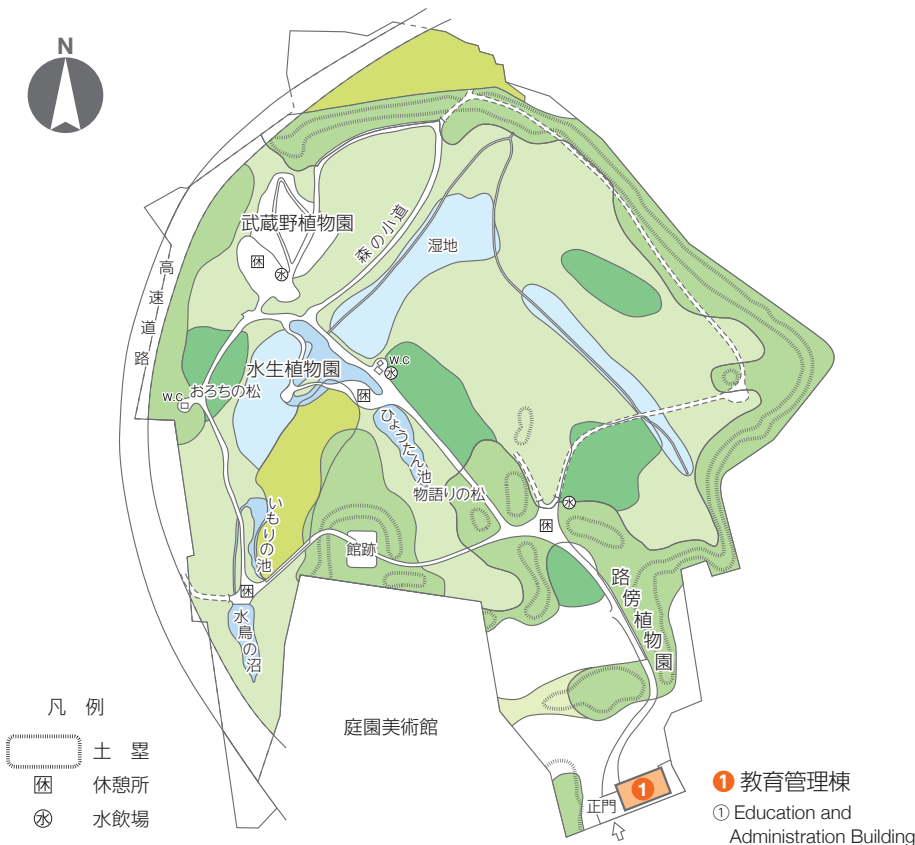 N
武蔵野植物園
休
水
森の小道
湿地
高速道路
水生植物園
W.C
水
おろちの松
W.C
休
ひょうたん池
物語りの松
水
休
いもりの池
館跡
休
水鳥の沼
路傍植物園
庭園美術館
凡 例
土 塁
休 休憩所
水 水飲場
正門
1
❶ 教育管理棟
① Education and
Administration Building